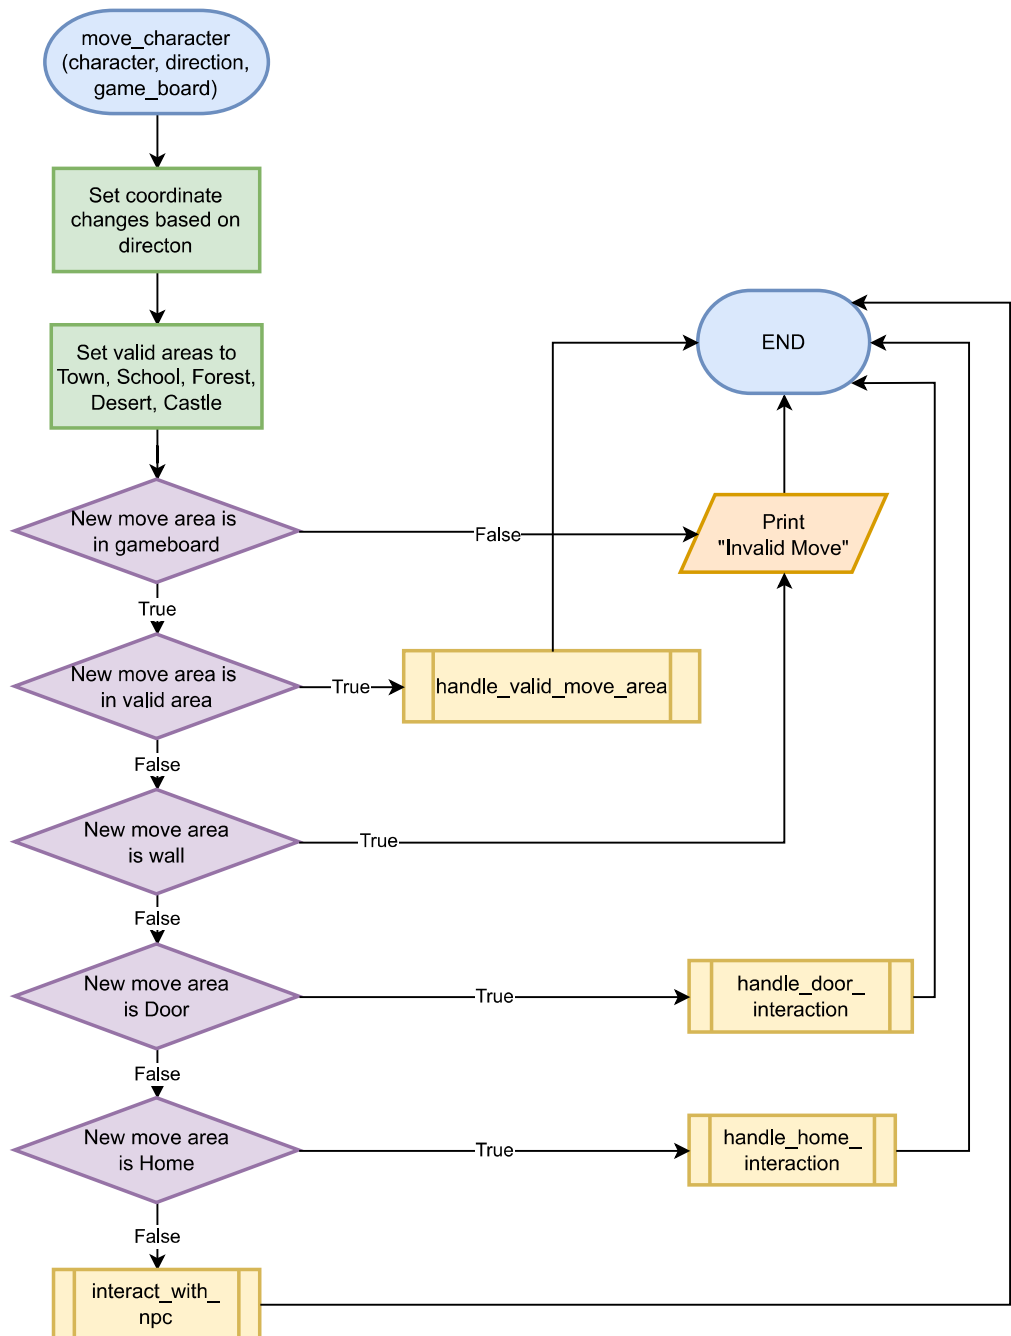 move_character
(character, direction,
game_board)
Set coordinate
changes based on
directon
Set valid areas to
Town, School, Forest,
Desert, Castle
END
New move area is
in gameboard
False
Print
"Invalid Move"
True
New move area is
in valid area
True
handle_valid_move_area
False
New move area
is wall
True
False
New move area
is Door
True
handle_door_
interaction
False
New move area
is Home
True
handle_home_
interaction
False
interact_with_
npc